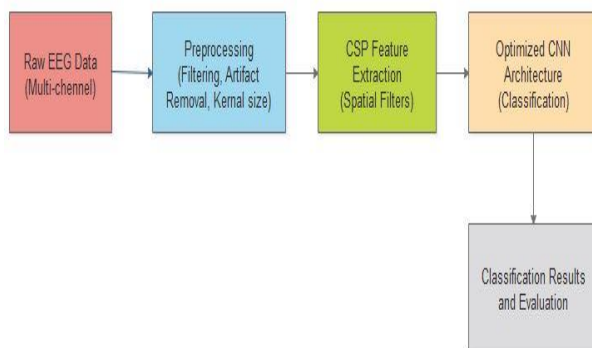 Raw EEG Data
(Multi-channel)
Preprocessing
(Filtering, Artifact
Removal, Kernal size)
CSP Feature
Extraction
(Spatial Filters)
Optimized CNN
Architecture
(Classification)
Classification Results
and Evaluation